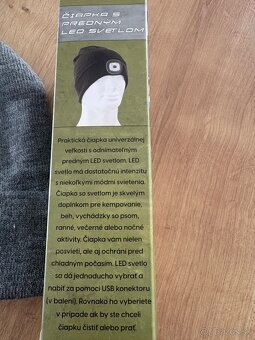 ČIAPKA S
PREDNÝM
LED SVETLOM
Praktická čiapka univerzálnej
veľkosti s odnímateľným
predným LED svetlom. LED
svetlo má dostatočnú intenzitu
s niekoľkými módmi svietenia.
Čiapka so svetlom je skvelým
doplnkom pre kempovanie,
beh, vychádzky so psom,
ranné, večerné alebo nočné
aktivity. Čiapka vám nielen
posvieti, ale aj ochráni pred
chladným počasím. LED svetlo
sa dá jednoducho vybrať a
nabiť za pomoci USB konektoru
(v balení). Rovnako ho vyberiete
v prípade ak by ste chceli
čiapku čistiť alebo prať.